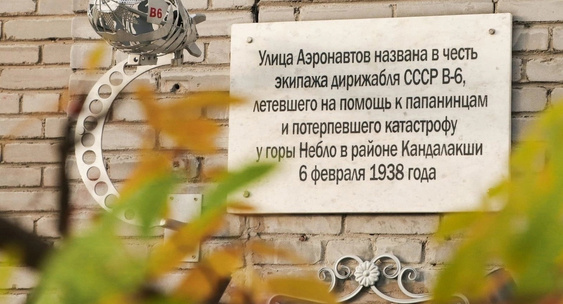 В6
Улица Аэронавтов названа в честь
экипажа дирижабля СССР В-6,
летевшего на помощь к папанинцам
и потерпевшего катастрофу
у горы Небло в районе Кандалакши
6 февраля 1938 года